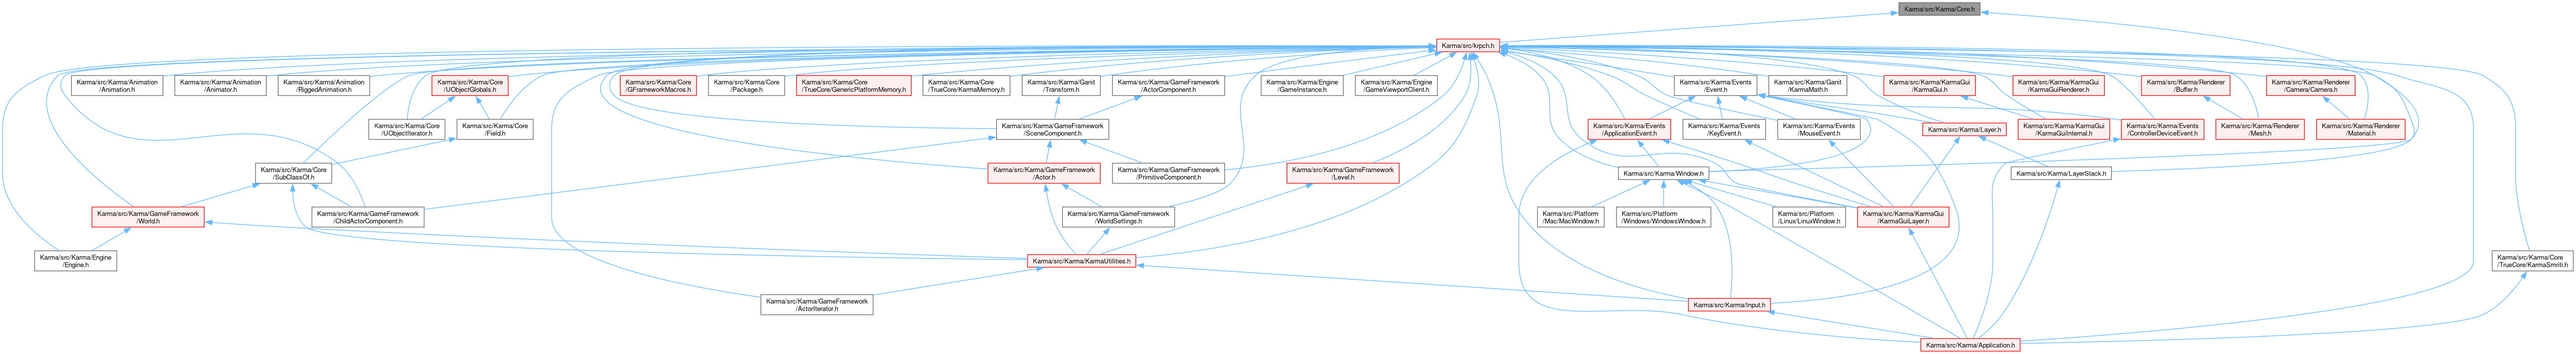 Karma/src/Karma/Core.h
Karma/src/krpch.h
Karma/src/Karma/Animation
/Animation.h
Karma/src/Karma/Animation
/Animator.h
Karma/src/Karma/Animation
/RiggedAnimation.h
Karma/src/Karma/Core
/UObjectGlobals.h
Karma/src/Karma/Core
/GFrameworkMacros.h
Karma/src/Karma/Core
/Package.h
Karma/src/Karma/Core
/TrueCore/GenericPlatformMemory.h
Karma/src/Karma/Core
/TrueCore/KarmaMemory.h
Karma/src/Karma/Ganit
/Transform.h
Karma/src/Karma/GameFramework
/ActorComponent.h
Karma/src/Karma/Engine
/GameInstance.h
Karma/src/Karma/Engine
/GameViewportClient.h
Karma/src/Karma/Events
/Event.h
Karma/src/Karma/Ganit
/KarmaMath.h
Karma/src/Karma/KarmaGui
/KarmaGui.h
Karma/src/Karma/KarmaGui
/KarmaGuiRenderer.h
Karma/src/Karma/Renderer
/Buffer.h
Karma/src/Karma/Renderer
/Camera/Camera.h
Karma/src/Karma/Core
/UObjectIterator.h
Karma/src/Karma/Core
/Field.h
Karma/src/Karma/GameFramework
/SceneComponent.h
Karma/src/Karma/Events
/ApplicationEvent.h
Karma/src/Karma/Events
/KeyEvent.h
Karma/src/Karma/Events
/MouseEvent.h
Karma/src/Karma/Layer.h
Karma/src/Karma/KarmaGui
/KarmaGuiInternal.h
Karma/src/Karma/Events
/ControllerDeviceEvent.h
Karma/src/Karma/Renderer
/Mesh.h
Karma/src/Karma/Renderer
/Material.h
Karma/src/Karma/Core
/SubClassOf.h
Karma/src/Karma/GameFramework
/Actor.h
Karma/src/Karma/GameFramework
/PrimitiveComponent.h
Karma/src/Karma/GameFramework
/Level.h
Karma/src/Karma/Window.h
Karma/src/Karma/LayerStack.h
Karma/src/Karma/GameFramework
/World.h
Karma/src/Karma/GameFramework
/ChildActorComponent.h
Karma/src/Karma/GameFramework
/WorldSettings.h
Karma/src/Platform
/Mac/MacWindow.h
Karma/src/Platform
/Windows/WindowsWindow.h
Karma/src/Platform
/Linux/LinuxWindow.h
Karma/src/Karma/KarmaGui
/KarmaGuiLayer.h
Karma/src/Karma/Engine
/Engine.h
Karma/src/Karma/KarmaUtilities.h
Karma/src/Karma/Core
/TrueCore/KarmaSmriti.h
Karma/src/Karma/GameFramework
/ActorIterator.h
Karma/src/Karma/Input.h
Karma/src/Karma/Application.h